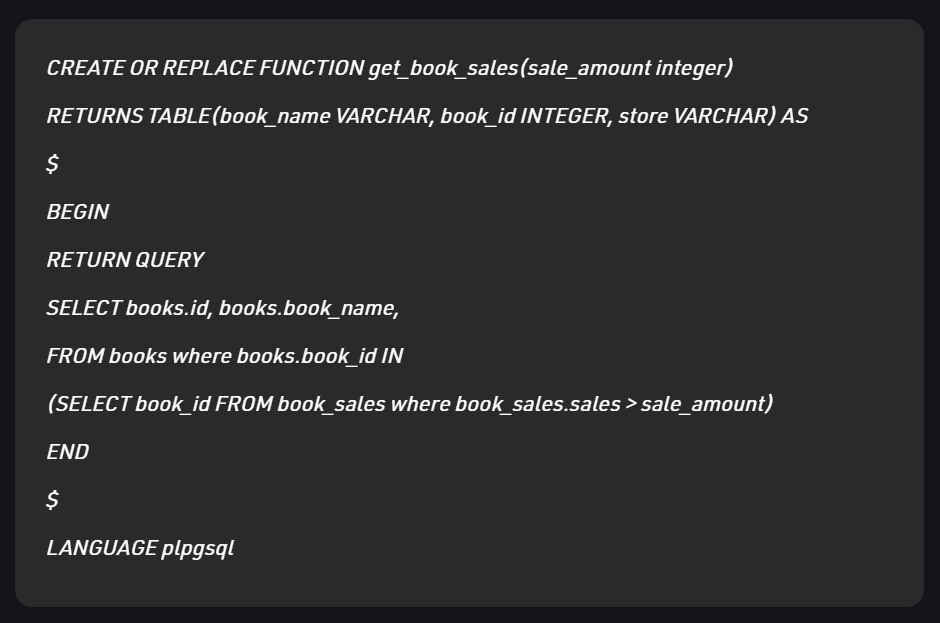 CREATE OR REPLACE FUNCTION get_book_sales(sale_amount integer)
RETURNS TABLE(book_name VARCHAR, book_id INTEGER, store VARCHAR) AS
$
BEGIN
RETURN QUERY
SELECT books.id, books.book_name,
FROM books where books.book_id IN
(SELECT book_id FROM book_sales where book_sales.sales > sale_amount)
END
$
LANGUAGE plpgsql